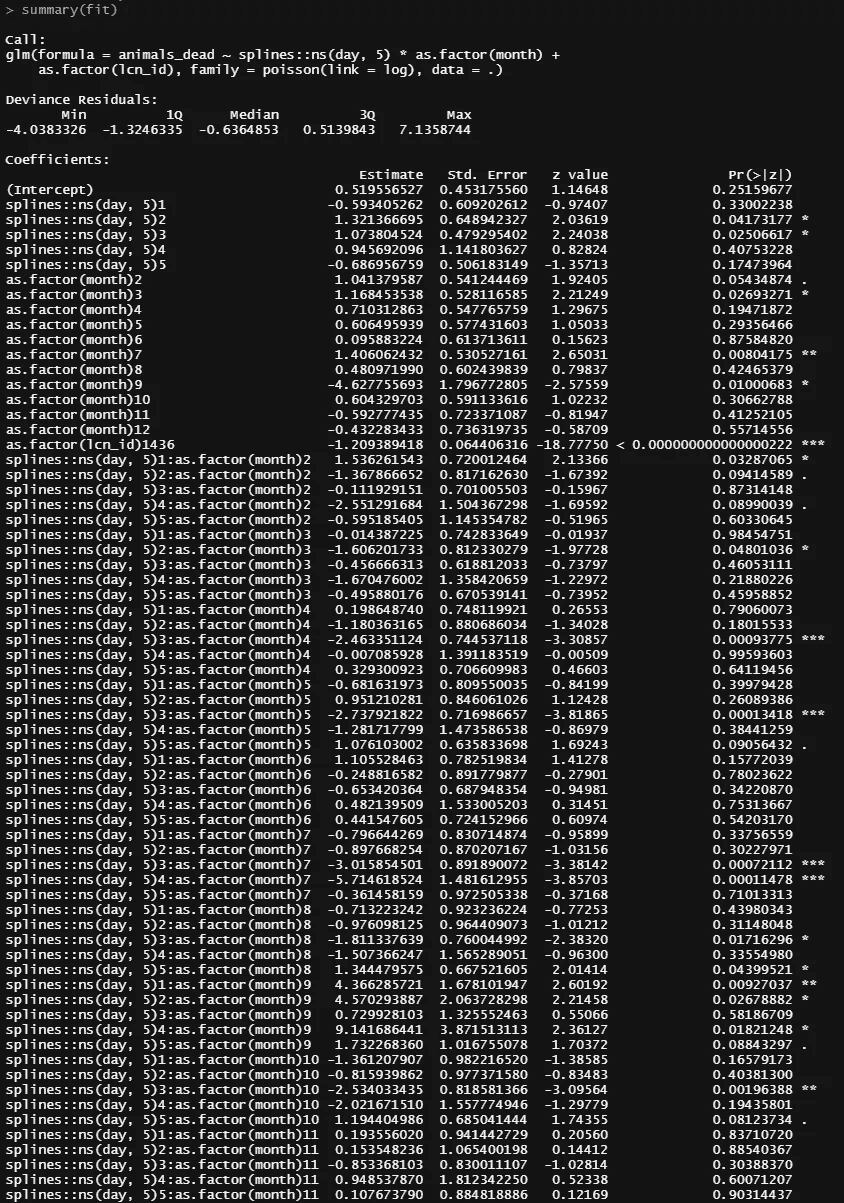 > summary(fit)
Call:
glm(formula = animals_dead ~ splines::ns(day, 5) * as.factor(month) +
    as.factor(lcn_id), family = poisson(link = log), data = .)
Deviance Residuals:
       Min          1Q      Median          3Q         Max
-4.0383326  -1.3246335  -0.6364853   0.5139843   7.1358744
Coefficients:
Estimate Std. Error z value Pr(>|z|)
(Intercept) 0.519556527 0.453175560 1.14648 0.25159677
splines::ns(day, 5)1 -0.593405262 0.609202612 -0.97407 0.33002238
splines::ns(day, 5)2 1.321366695 0.648942327 2.03619 0.04173177 *
splines::ns(day, 5)3 1.073804524 0.479295402 2.24038 0.02506617 *
splines::ns(day, 5)4 0.945692096 1.141803627 0.82824 0.40753228
splines::ns(day, 5)5 -0.686956759 0.506183149 -1.35713 0.17473964
as.factor(month)2 1.041379587 0.541244469 1.92405 0.05434874 .
as.factor(month)3 1.168453538 0.528116585 2.21249 0.02693271 *
as.factor(month)4 0.710312863 0.547765759 1.29675 0.19471872
as.factor(month)5 0.606495939 0.577431603 1.05033 0.29356466
as.factor(month)6 0.095883224 0.613713611 0.15623 0.87584820
as.factor(month)7 1.406062432 0.530527161 2.65031 0.00804175 **
as.factor(month)8 0.480971990 0.602439839 0.79837 0.42465379
as.factor(month)9 -4.627755693 1.796772805 -2.57559 0.01000683 *
as.factor(month)10 0.604329703 0.591133616 1.02232 0.30662788
as.factor(month)11 -0.592777435 0.723371087 -0.81947 0.41252105
as.factor(month)12 -0.432283433 0.736319735 -0.58709 0.55714556
as.factor(lcn_id)1436 -1.209389418 0.064406316 -18.77750 < 0.000000000000000222 ***
splines::ns(day, 5)1:as.factor(month)2 1.536261543 0.720012464 2.13366 0.03287065 *
splines::ns(day, 5)2:as.factor(month)2 -1.367866652 0.817162630 -1.67392 0.09414589 .
splines::ns(day, 5)3:as.factor(month)2 -0.111929151 0.701005503 -0.15967 0.87314148
splines::ns(day, 5)4:as.factor(month)2 -2.551291684 1.504367298 -1.69592 0.08990039 .
splines::ns(day, 5)5:as.factor(month)2 -0.595185405 1.145354782 -0.51965 0.60330645
splines::ns(day, 5)1:as.factor(month)3 -0.014387225 0.742833649 -0.01937 0.98454751
splines::ns(day, 5)2:as.factor(month)3 -1.606201733 0.812330279 -1.97728 0.04801036 *
splines::ns(day, 5)3:as.factor(month)3 -0.456666313 0.618812033 -0.73797 0.46053111
splines::ns(day, 5)4:as.factor(month)3 -1.670476002 1.358420659 -1.22972 0.21880226
splines::ns(day, 5)5:as.factor(month)3 -0.495880176 0.670539141 -0.73952 0.45958852
splines::ns(day, 5)1:as.factor(month)4 0.198648740 0.748119921 0.26553 0.79060073
splines::ns(day, 5)2:as.factor(month)4 -1.180363165 0.880686034 -1.34028 0.18015533
splines::ns(day, 5)3:as.factor(month)4 -2.463351124 0.744537118 -3.30857 0.00093775 ***
splines::ns(day, 5)4:as.factor(month)4 -0.007085928 1.391183519 -0.00509 0.99593603
splines::ns(day, 5)5:as.factor(month)4 0.329300923 0.706609983 0.46603 0.64119456
splines::ns(day, 5)1:as.factor(month)5 -0.681631973 0.809550035 -0.84199 0.39979428
splines::ns(day, 5)2:as.factor(month)5 0.951210281 0.846061026 1.12428 0.26089386
splines::ns(day, 5)3:as.factor(month)5 -2.737921822 0.716986657 -3.81865 0.00013418 ***
splines::ns(day, 5)4:as.factor(month)5 -1.281717799 1.473586538 -0.86979 0.38441259
splines::ns(day, 5)5:as.factor(month)5 1.076103002 0.635833698 1.69243 0.09056432 .
splines::ns(day, 5)1:as.factor(month)6 1.105528463 0.782519834 1.41278 0.15772039
splines::ns(day, 5)2:as.factor(month)6 -0.248816582 0.891779877 -0.27901 0.78023622
splines::ns(day, 5)3:as.factor(month)6 -0.653420364 0.687948354 -0.94981 0.34220870
splines::ns(day, 5)4:as.factor(month)6 0.482139509 1.533005203 0.31451 0.75313667
splines::ns(day, 5)5:as.factor(month)6 0.441547605 0.724152966 0.60974 0.54203170
splines::ns(day, 5)1:as.factor(month)7 -0.796644269 0.830714874 -0.95899 0.33756559
splines::ns(day, 5)2:as.factor(month)7 -0.897668254 0.870207167 -1.03156 0.30227971
splines::ns(day, 5)3:as.factor(month)7 -3.015854501 0.891890072 -3.38142 0.00072112 ***
splines::ns(day, 5)4:as.factor(month)7 -5.714618524 1.481612955 -3.85703 0.00011478 ***
splines::ns(day, 5)5:as.factor(month)7 -0.361458159 0.972505338 -0.37168 0.71013313
splines::ns(day, 5)1:as.factor(month)8 -0.713223242 0.923236224 -0.77253 0.43980343
splines::ns(day, 5)2:as.factor(month)8 -0.976098125 0.964409073 -1.01212 0.31148048
splines::ns(day, 5)3:as.factor(month)8 -1.811337639 0.760044992 -2.38320 0.01716296 *
splines::ns(day, 5)4:as.factor(month)8 -1.507366247 1.565289051 -0.96300 0.33554980
splines::ns(day, 5)5:as.factor(month)8 1.344479575 0.667521605 2.01414 0.04399521 *
splines::ns(day, 5)1:as.factor(month)9 4.366285721 1.678101947 2.60192 0.00927037 **
splines::ns(day, 5)2:as.factor(month)9 4.570293887 2.063728298 2.21458 0.02678882 *
splines::ns(day, 5)3:as.factor(month)9 0.729928103 1.325552463 0.55066 0.58186709
splines::ns(day, 5)4:as.factor(month)9 9.141686441 3.871513113 2.36127 0.01821248 *
splines::ns(day, 5)5:as.factor(month)9 1.732268360 1.016755078 1.70372 0.08843297 .
splines::ns(day, 5)1:as.factor(month)10 -1.361207907 0.982216520 -1.38585 0.16579173
splines::ns(day, 5)2:as.factor(month)10 -0.815939862 0.977371580 -0.83483 0.40381300
splines::ns(day, 5)3:as.factor(month)10 -2.534033435 0.818581366 -3.09564 0.00196388 **
splines::ns(day, 5)4:as.factor(month)10 -2.021671510 1.557774946 -1.29779 0.19435801
splines::ns(day, 5)5:as.factor(month)10 1.194404986 0.685041444 1.74355 0.08123734 .
splines::ns(day, 5)1:as.factor(month)11 0.193556020 0.941442729 0.20560 0.83710720
splines::ns(day, 5)2:as.factor(month)11 0.153548236 1.065400198 0.14412 0.88540367
splines::ns(day, 5)3:as.factor(month)11 -0.853368103 0.830011107 -1.02814 0.30388370
splines::ns(day, 5)4:as.factor(month)11 0.948537870 1.812342250 0.52338 0.60071207
splines::ns(day, 5)5:as.factor(month)11 0.107673790 0.884818886 0.12169 0.90314437